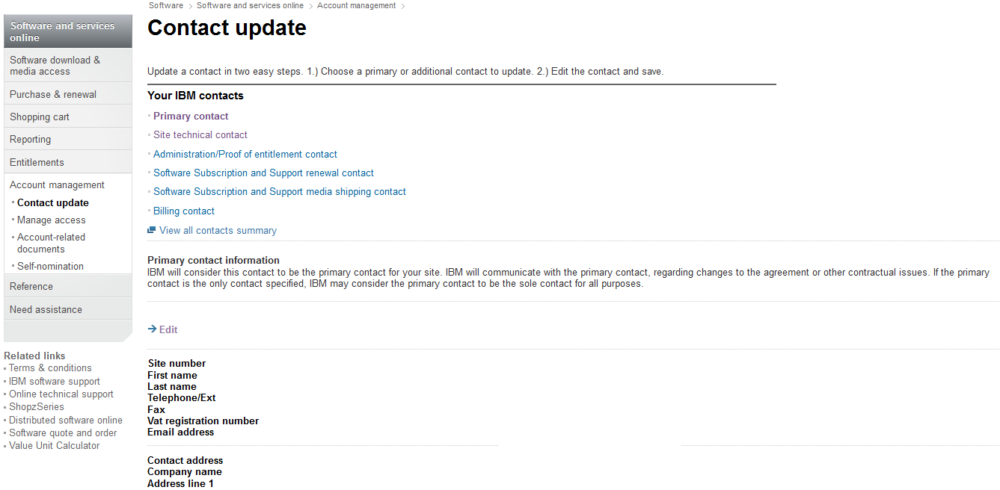 Software > Software and services online > Account management >
Software and services
online
Software download &
media access
Purchase & renewal
Shopping cart
Reporting
Entitlements
Account management
Contact update
Manage access
Account-related
documents
Self-nomination
Reference
Need assistance
Related links
Terms & conditions
IBM software support
Online technical support
ShopzSeries
Distributed software online
Software quote and order
Value Unit Calculator
Contact update
Update a contact in two easy steps. 1.) Choose a primary or additional contact to update. 2.) Edit the contact and save.
Your IBM contacts
Primary contact
Site technical contact
Administration/Proof of entitlement contact
Software Subscription and Support renewal contact
Software Subscription and Support media shipping contact
Billing contact
View all contacts summary
Primary contact information
IBM will consider this contact to be the primary contact for your site. IBM will communicate with the primary contact, regarding changes to the agreement or other contractual issues. If the primary
contact is the only contact specified, IBM may consider the primary contact to be the sole contact for all purposes.
Edit
Site number
First name
Last name
Telephone/Ext
Fax
Vat registration number
Email address
Contact address
Company name
Address line 1